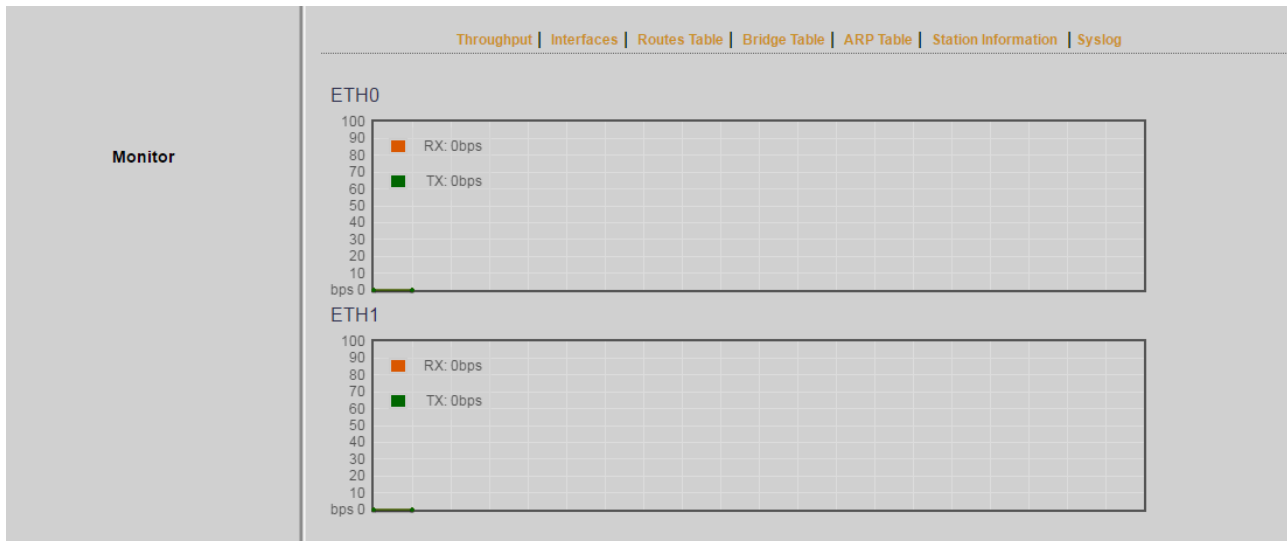 Throughput | Interfaces | Routes Table | Bridge Table | ARP Table | Station Information | Syslog
Monitor
ETH0
100
90
80
70
60
50
40
30
20
10
bps 0
RX: 0bps
TX: 0bps
ETH1
100
90
80
70
60
50
40
30
20
10
bps 0
RX: 0bps
TX: 0bps